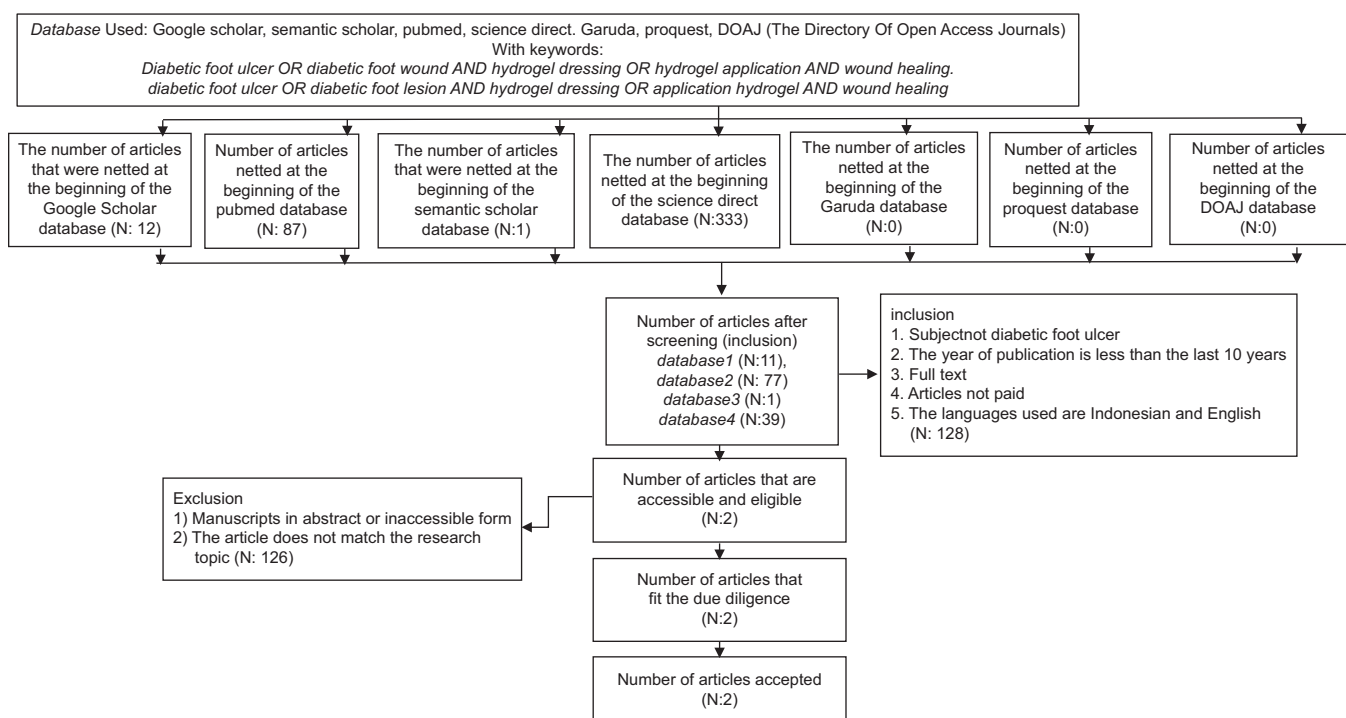 Database Used: Google scholar, semantic scholar, pubmed, science direct. Garuda, proquest, DOAJ (The Directory Of Open Access Journals)
With keywords:
Diabetic foot ulcer OR diabetic foot wound AND hydrogel dressing OR hydrogel application AND wound healing.
diabetic foot ulcer OR diabetic foot lesion AND hydrogel dressing OR application hydrogel AND wound healing
The number of articles
that were netted at
the beginning of the
Google Scholar
database (N: 12)
Number of articles
netted at the
beginning of the
pubmed database
(N: 87)
The number of articles
that were netted at the
beginning of the
semantic scholar
database (N:1)
The number of articles
netted at the beginning
of the science direct
database (N:333)
The number of articles
netted at the
beginning of the
Garuda database
(N:0)
Number of articles
netted at the
beginning of the
proquest database
(N:0)
Number of articles
netted at the
beginning of the
DOAJ database
(N:0)
Number of articles after
screening (inclusion)
database1 (N:11),
database2 (N: 77)
database3 (N:1)
database4 (N:39)
inclusion
1. Subjectnot diabetic foot ulcer
2. The year of publication is less than the last 10 years
3. Full text
4. Articles not paid
5. The languages used are Indonesian and English
(N: 128)
Number of articles that are
accessible and eligible
(N:2)
Exclusion
1) Manuscripts in abstract or inaccessible form
2) The article does not match the research
topic (N: 126)
Number of articles that
fit the due diligence
(N:2)
Number of articles accepted
(N:2)